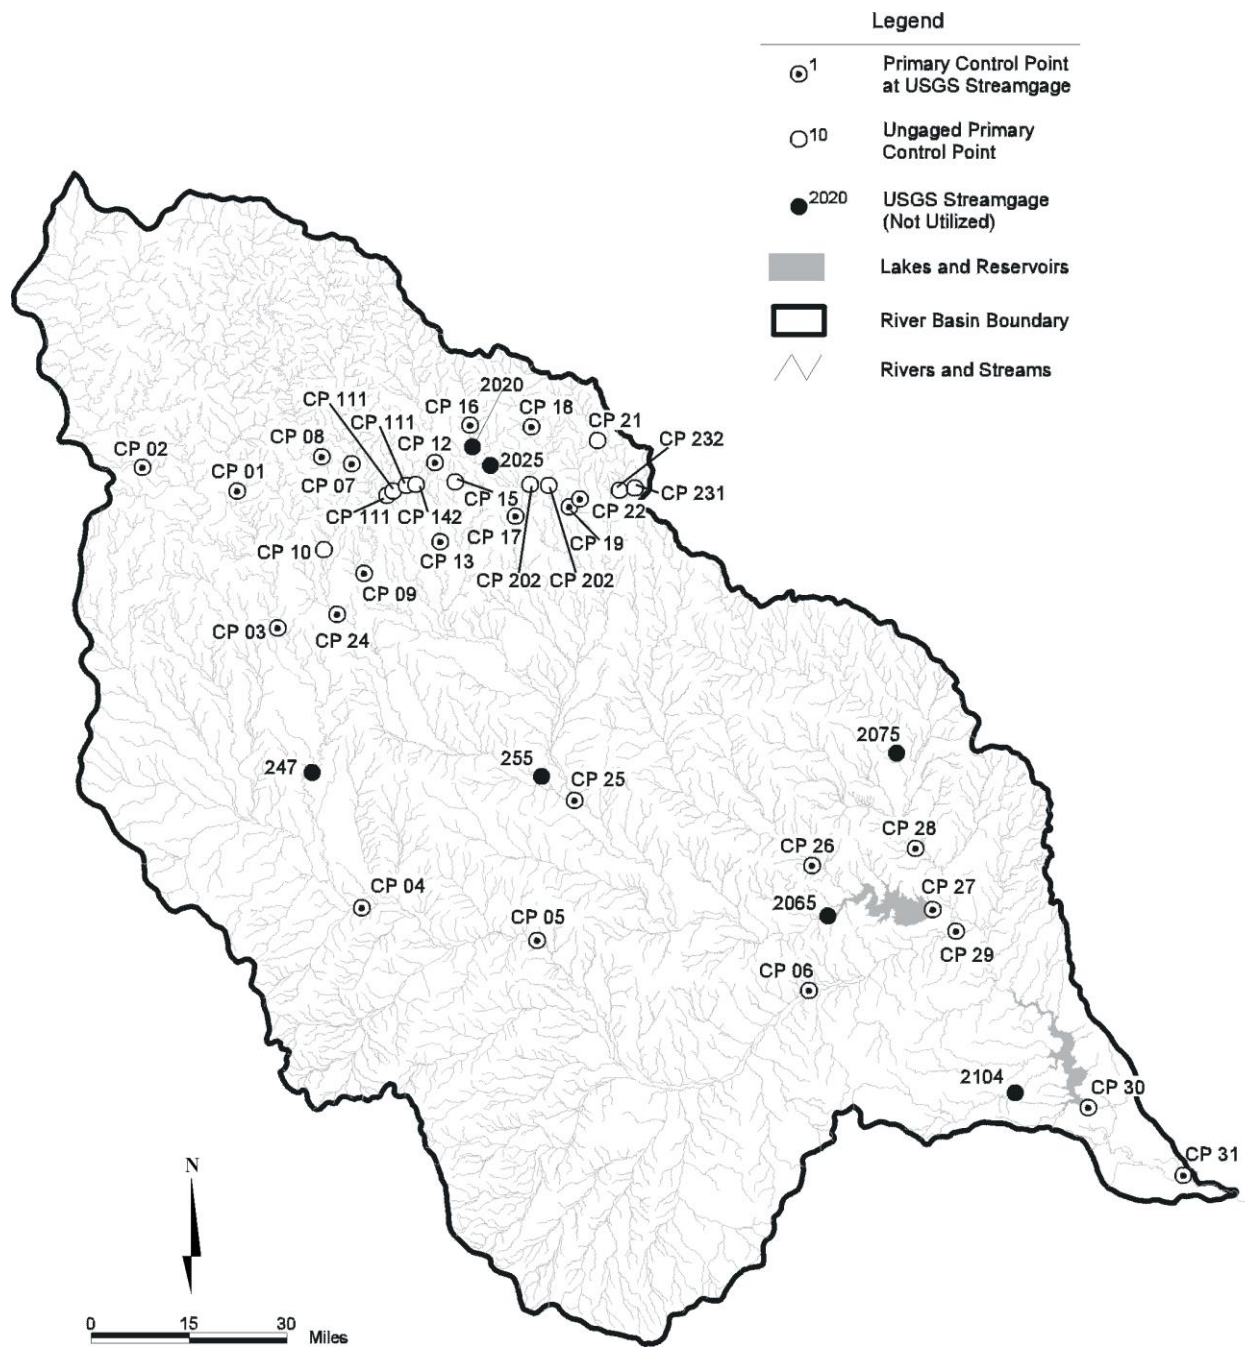 Legend
1
Primary Control Point
at USGS Streamgage
10
Ungaged Primary
Control Point
2020
USGS Streamgage
(Not Utilized)
Lakes and Reservoirs
River Basin Boundary
Rivers and Streams
CP 111
CP 111
CP 16
2020
CP 18
CP 21
CP 232
CP 02
CP 01
CP 08
CP 07
CP 12
2025
CP 231
CP 111
CP 142
CP 15
CP 17
CP 22
CP 19
CP 10
CP 13
CP 09
CP 202
CP 202
CP 03
CP 24
247
255
CP 25
2075
CP 28
CP 26
CP 27
CP 04
CP 05
2065
CP 29
CP 06
2104
CP 30
CP 31
N
0
15
30
Miles